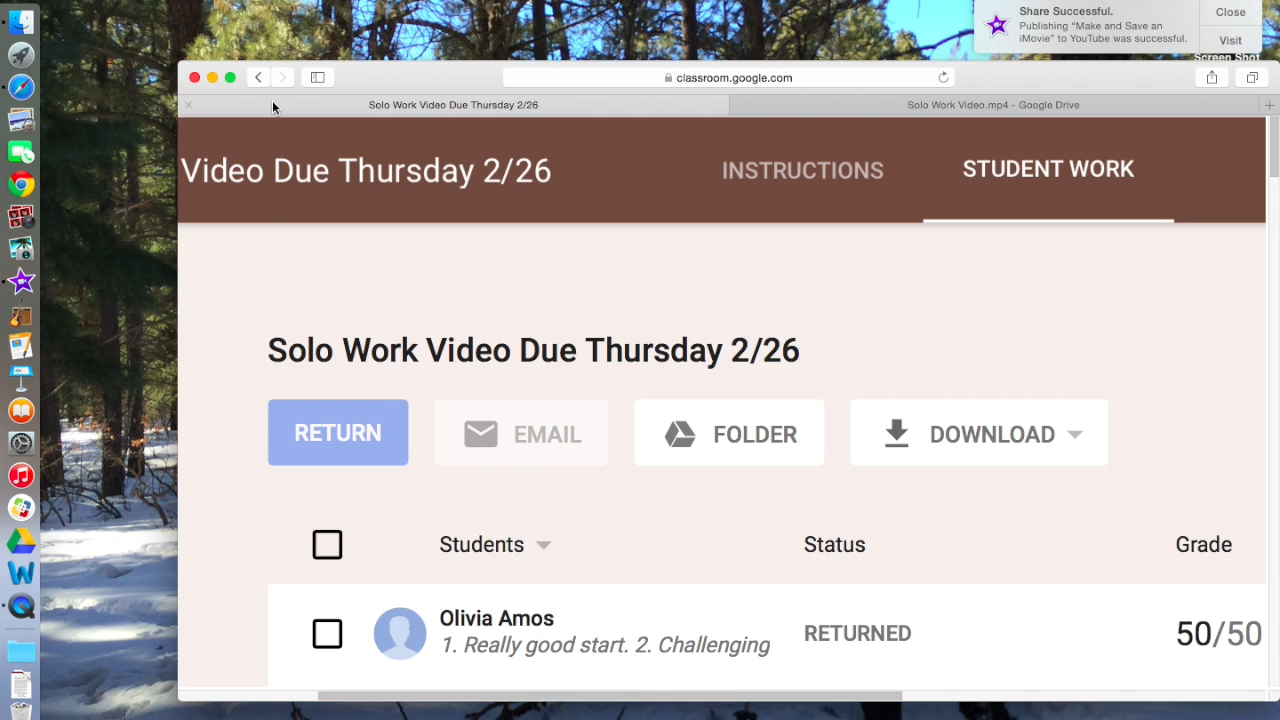 Share Successful.
Close
Publishing “Make and Save an
iMovie” to YouTube was successful.
Visit
Screen Shot
classroom.google.com
Solo Work Video Due Thursday 2/26
Solo Work Video.mp4 - Google Drive
Video Due Thursday 2/26
INSTRUCTIONS
STUDENT WORK
Solo Work Video Due Thursday 2/26
RETURN
EMAIL
FOLDER
DOWNLOAD
Students
Status
Grade
Olivia Amos
1. Really good start. 2. Challenging
RETURNED
50/50